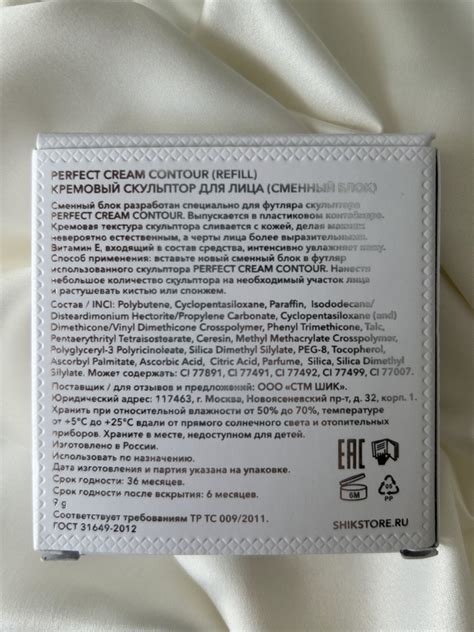 PERFECT CREAM CONTOUR (REFILL)
КРЕМОВЫЙ СКУЛЬПТОР ДЛЯ ЛИЦА (СМЕННЫЙ БЛОК)
Сменный блок разработан специально для футляра скульптора
PERFECT CREAM CONTOUR. Выпускается в пластиковом контейнере.
Кремовая текстура скульптора сливается с кожей, делая макияж
невероятно естественным, а черты лица более выразительными.
Витамин Е, входящий в состав средства, интенсивно увлажняет кожу.
Способ применения: вставьте новый сменный блок в футляр
использованного скульптора PERFECT CREAM CONTOUR. Нанести
небольшое количество скульптора на необходимый участок лица
и растушевать кистью или спонжем.
Состав / INCI: Polybutene, Cyclopentasiloxane, Paraffin, Isododecane/
Disteardimonium Hectorite/Propylene Carbonate, Cyclopentasiloxane (and)
Dimethicone/Vinyl Dimethicone Crosspolymer, Phenyl Trimethicone, Talc,
Pentaerythrityl Tetraisostearate, Ceresin, Methyl Methacrylate Crosspolymer,
Polyglyceryl-3 Polyricinoleate, Silica Dimethyl Silylate, PEG-8, Tocopherol,
Ascorbyl Palmitate, Ascorbic Acid, Citric Acid, Parfume, Silica Dimethyl
Silylate. Может содержать: CI 77891, CI 77491, CI 77492, CI 77499, CI 77007.
Поставщик / для отзывов и предложений: ООО «СТМ ШИК».
Юридический адрес: 117463, г. Москва, Новоясеневский пр-т, д. 32, корп. 1.
Хранить при относительной влажности от 50% до 70%, температуре
от +5°С до +25°С вдали от прямого солнечного света и отопительных
приборов. Храните в месте, недоступном для детей.
Изготовлено в России.
Использовать по назначению.
Дата изготовления и партия указана на упаковке.
Срок годности: 36 месяцев.
Срок годности после вскрытия: 6 месяцев.
7 g
Соответствует требованиям ТР ТС 009/2011.
ГОСТ 31649-2012
EAC
6M
05
PP
SHIKSTORE.RU